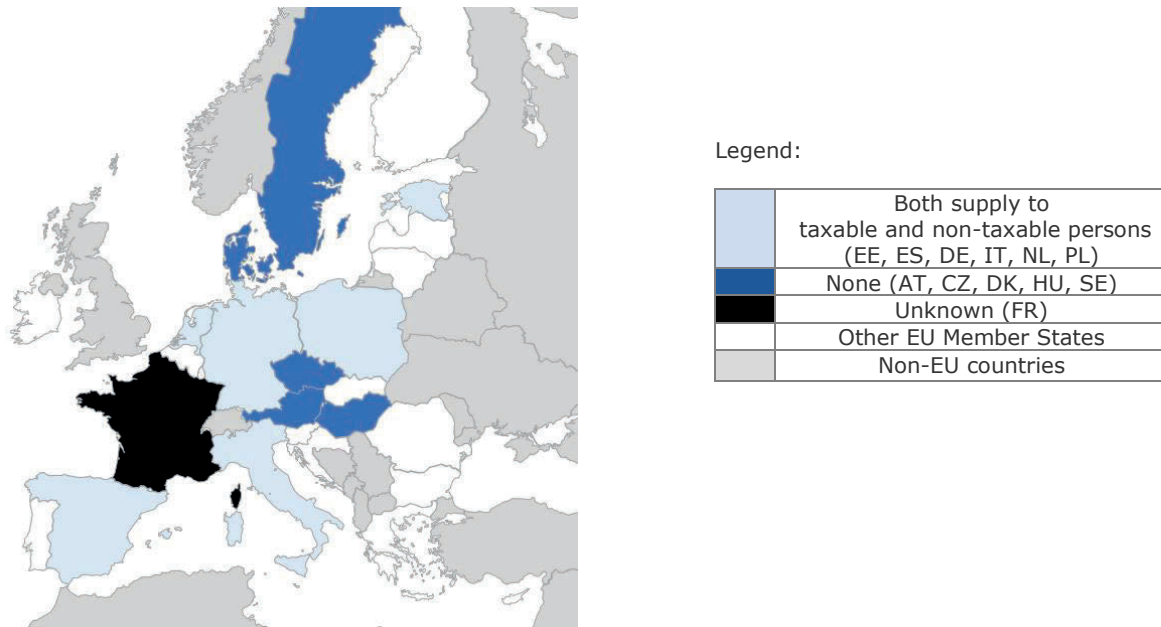 Legend:
Both supply to
taxable and non-taxable persons
(EE, ES, DE, IT, NL, PL)
None (AT, CZ, DK, HU, SE)
Unknown (FR)
Other EU Member States
Non-EU countries